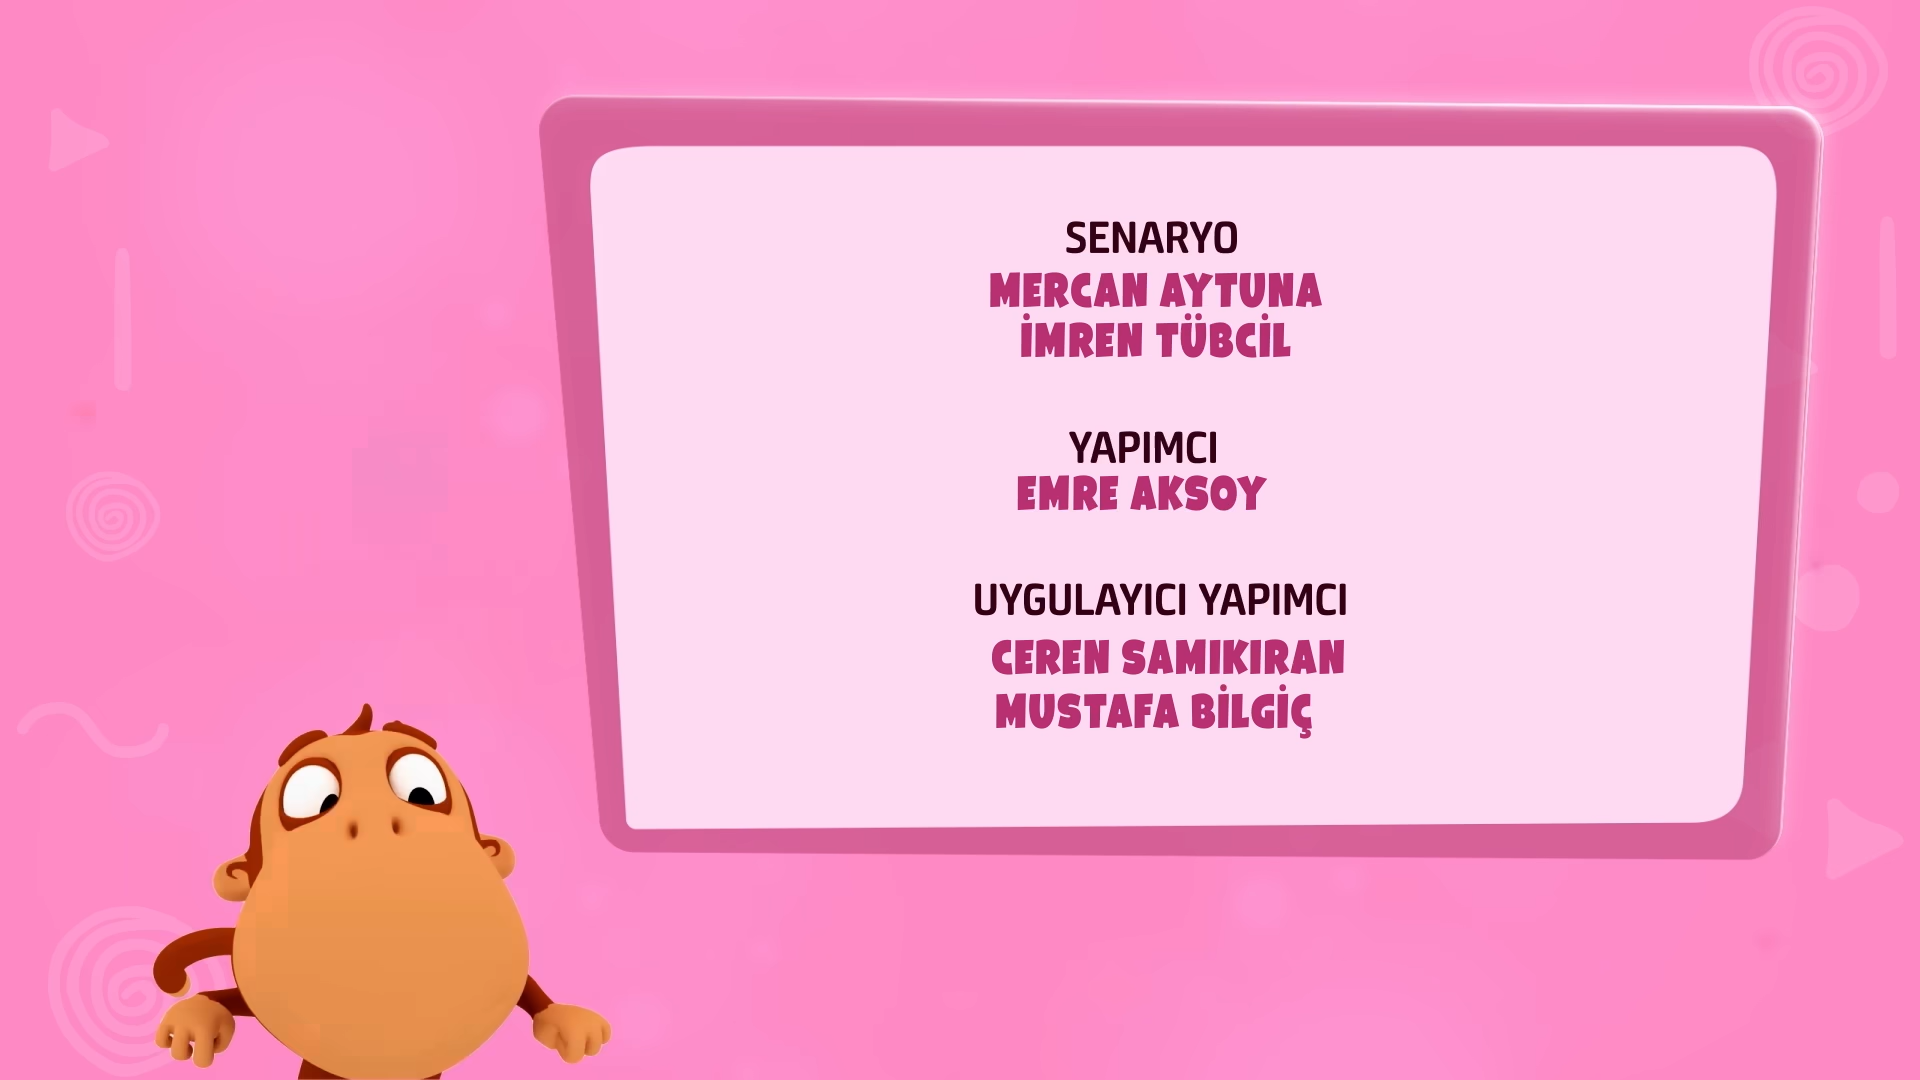 SENARYO
MERCAN AYTUNA
İMREN TÜBCİL
YAPIMCI
EMRE AKSOY
UYGULAYICI YAPIMCI
CEREN SAMIKIRAN
MUSTAFA BİLGİÇ